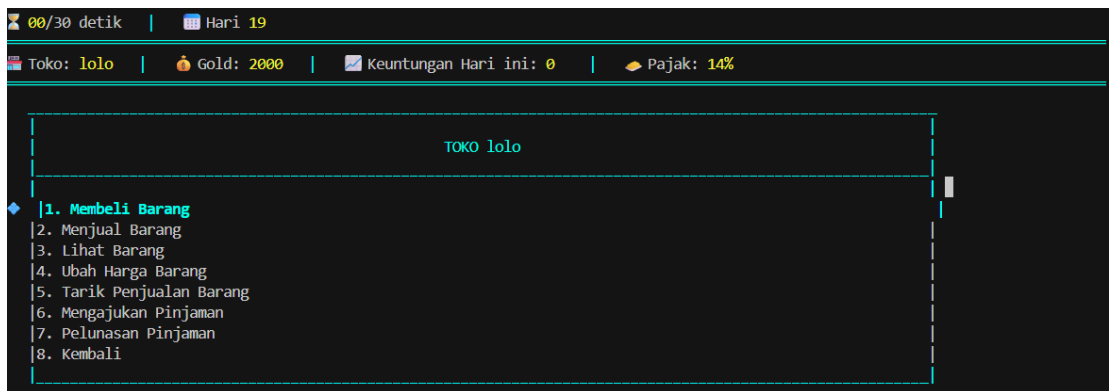 00/30 detik | Hari 19
Toko: lolo | Gold: 2000 | Keuntungan Hari ini: 0 | Pajak: 14%
TOKO lolo
|1. Membeli Barang |
|2. Menjual Barang |
|3. Lihat Barang |
|4. Ubah Harga Barang |
|5. Tarik Penjualan Barang |
|6. Mengajukan Pinjaman |
|7. Pelunasan Pinjaman |
|8. Kembali |